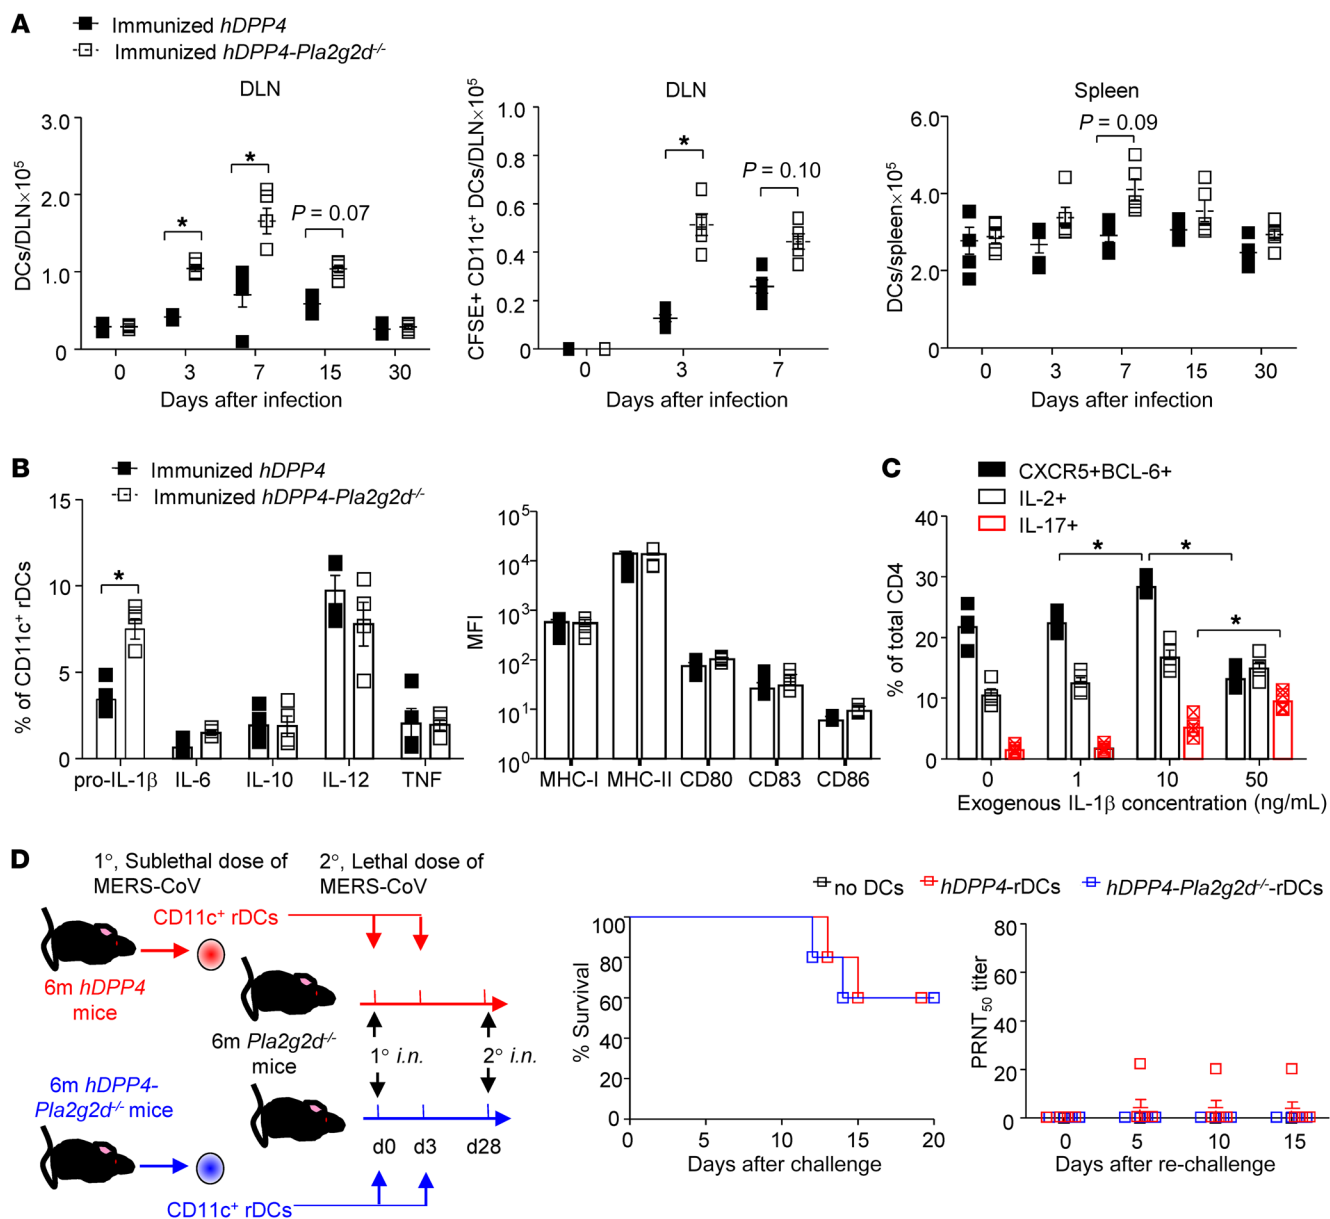 A
Immunized hDPP4
Immunized hDPP4-Pla2g2d-/-
DLN
DCs/DLN×10⁵
3.0
2.0
1.0
0
*
*
P = 0.07
0 3 7 15 30
Days after infection
DLN
CFSE+ CD11c⁺ DCs/DLN×10⁵
1.0
0.8
0.6
0.4
0.2
0
*
P = 0.10
0 3 7
Days after infection
Spleen
DCs/spleen×10⁵
6.0
4.0
2.0
0
P = 0.09
0 3 7 15 30
Days after infection
B
Immunized hDPP4
Immunized hDPP4-Pla2g2d-/-
% of CD11c⁺ rDCs
15
10
5
0
*
pro-IL-1β IL-6 IL-10 IL-12 TNF
MFI
10⁵
10⁴
10³
10²
10¹
10⁰
MHC-I MHC-II CD80 CD83 CD86
C
CXCR5+BCL-6+
IL-2+
IL-17+
% of total CD4
40
30
20
10
0
* *
*
0 1 10 50
Exogenous IL-1β concentration (ng/mL)
D
1°, Sublethal dose of
MERS-CoV
2°, Lethal dose of
MERS-CoV
CD11c⁺ rDCs
6m hDPP4
mice
6m Pla2g2d-/-
mice
1° i.n. 2° i.n.
6m hDPP4-
Pla2g2d-/- mice
d0 d3 d28
CD11c⁺ rDCs
no DCs hDPP4-rDCs hDPP4-Pla2g2d-/--rDCs
% Survival
100
80
60
40
20
0
0 5 10 15 20
Days after challenge
PRNT₅₀ titer
80
60
40
20
0
0 5 10 15
Days after re-challenge